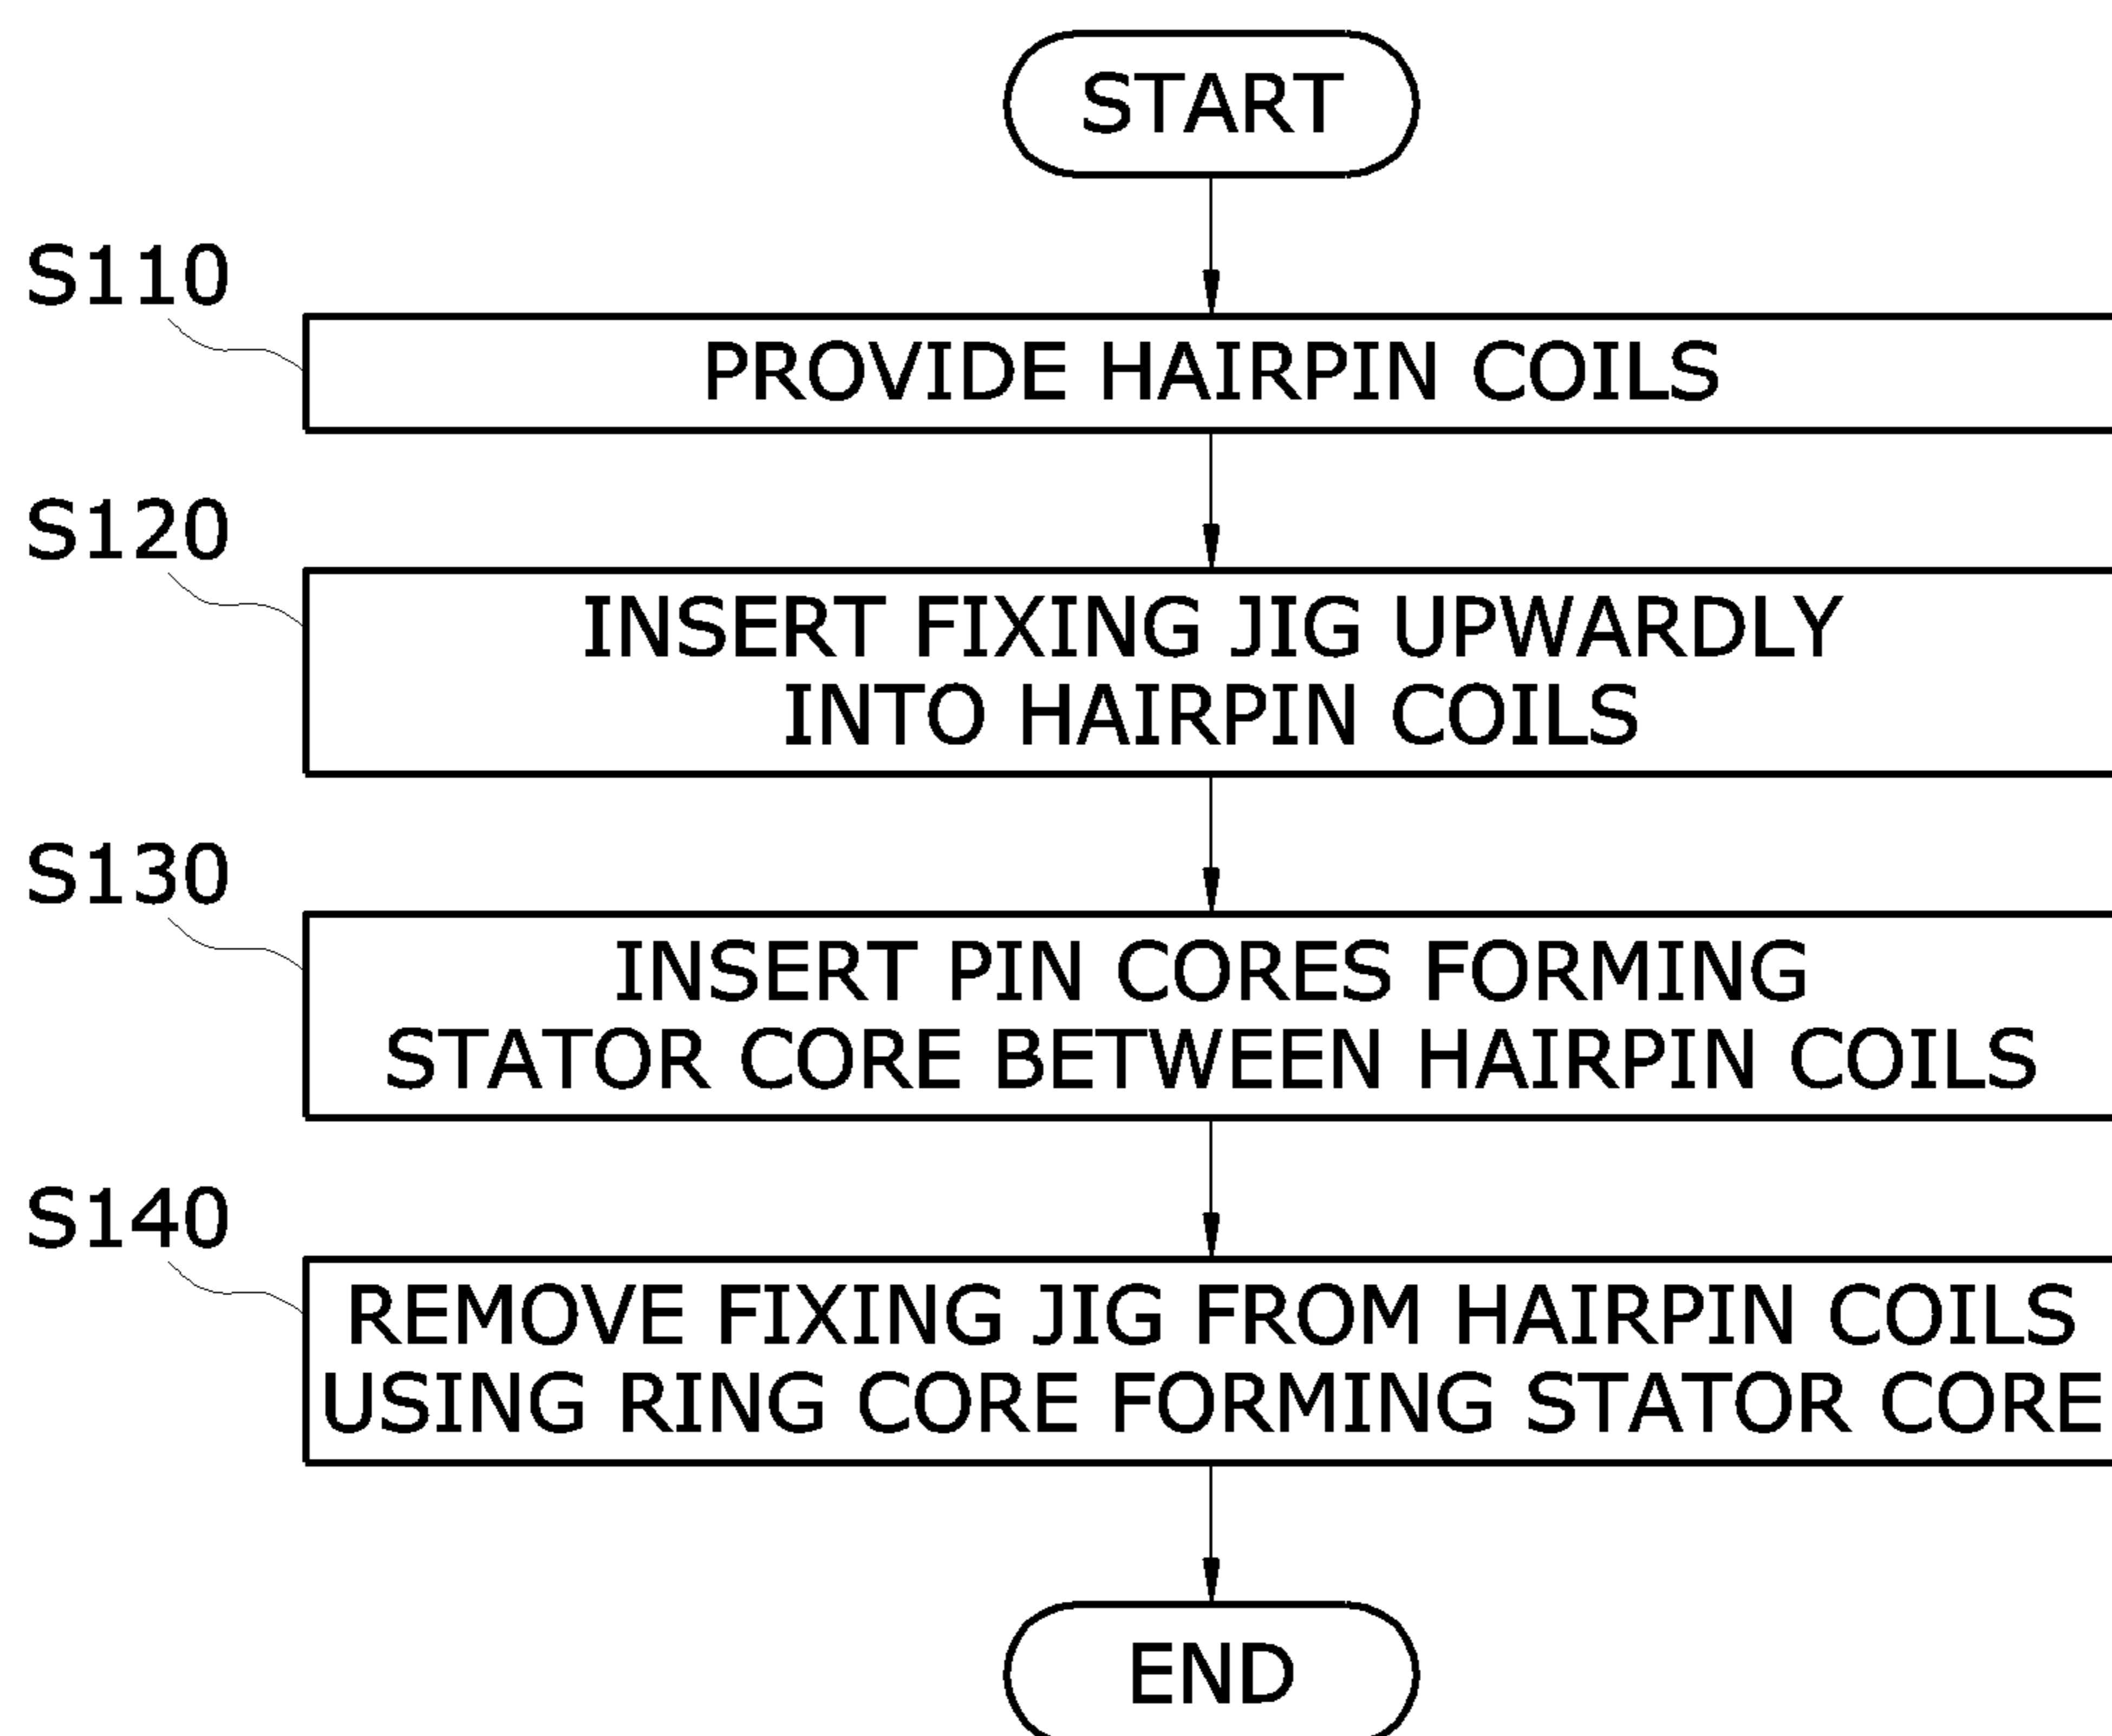 START
S110
PROVIDE HAIRPIN COILS
S120
INSERT FIXING JIG UPWARDLY
INTO HAIRPIN COILS
S130
INSERT PIN CORES FORMING
STATOR CORE BETWEEN HAIRPIN COILS
S140
REMOVE FIXING JIG FROM HAIRPIN COILS
USING RING CORE FORMING STATOR CORE
END